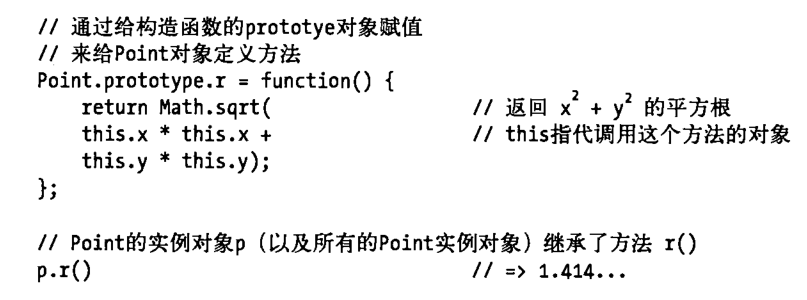 // 通过给构造函数的prototye对象赋值
// 来给Point对象定义方法
Point.prototype.r = function() {
    return Math.sqrt(                // 返回 x² + y² 的平方根
    this.x * this.x +                // this指代调用这个方法的对象
    this.y * this.y);
};
// Point的实例对象p（以及所有的Point实例对象）继承了方法 r()
p.r()                                // => 1.414...